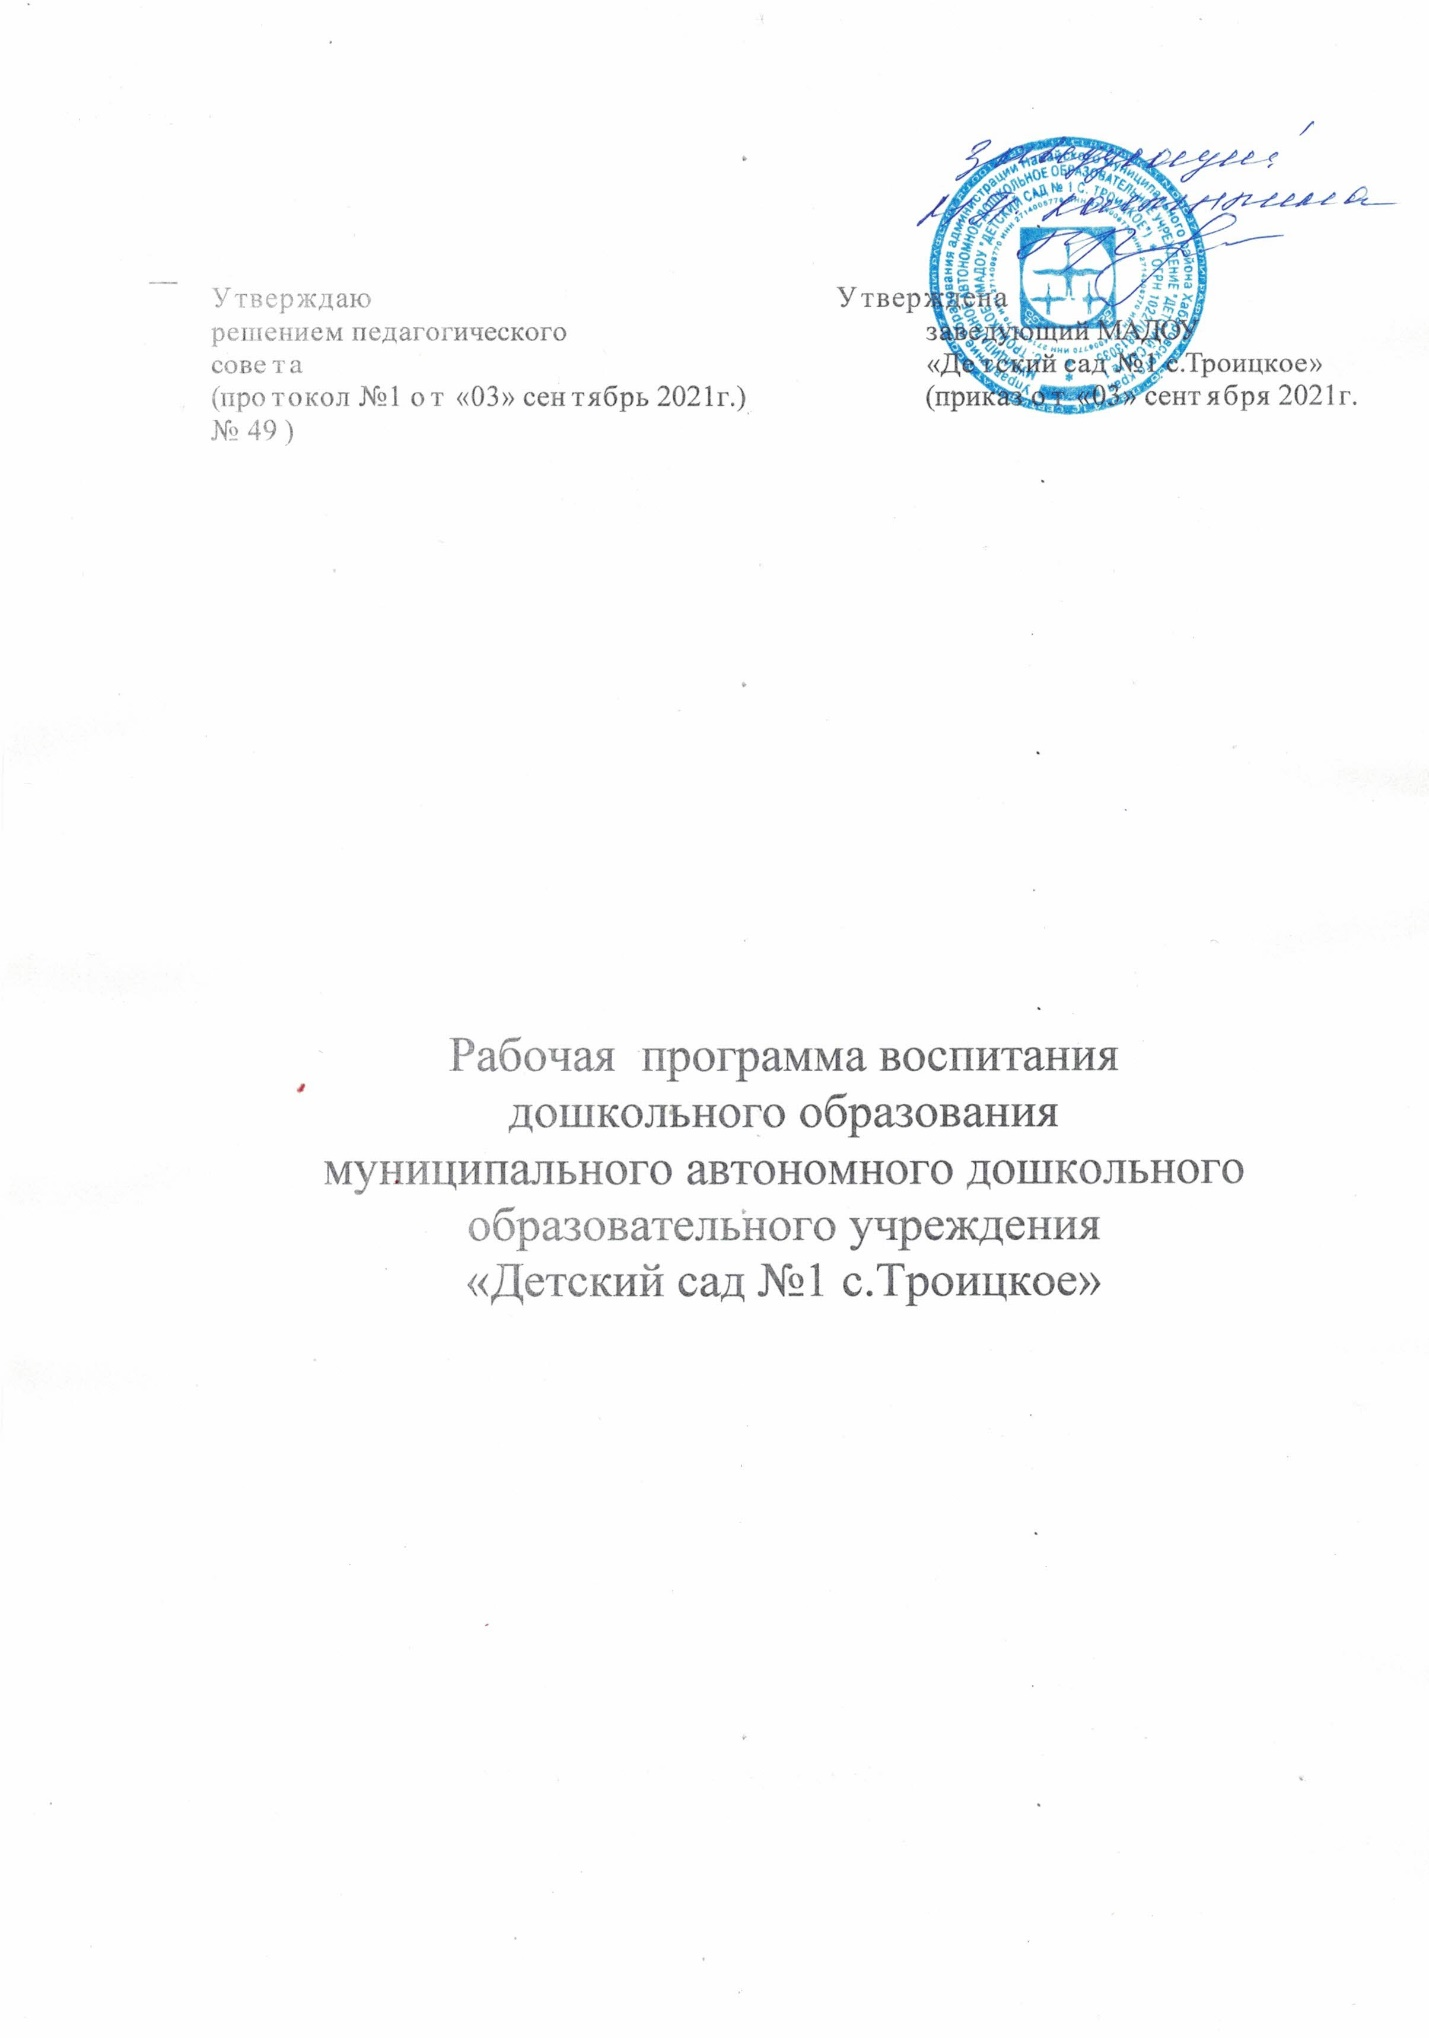 Заведующий
Утверждаю
решением педагогического
совета
(протокол №1 от «03» сентябрь 2021г.)
№ 49 )
Утверждена
заведующий МАДОУ
«Детский сад №1 с.Троицкое»
(приказ от «03» сентября 2021г.
Рабочая программа воспитания
дошкольного образования
муниципального автономного дошкольного
образовательного учреждения
«Детский сад №1 с.Троицкое»